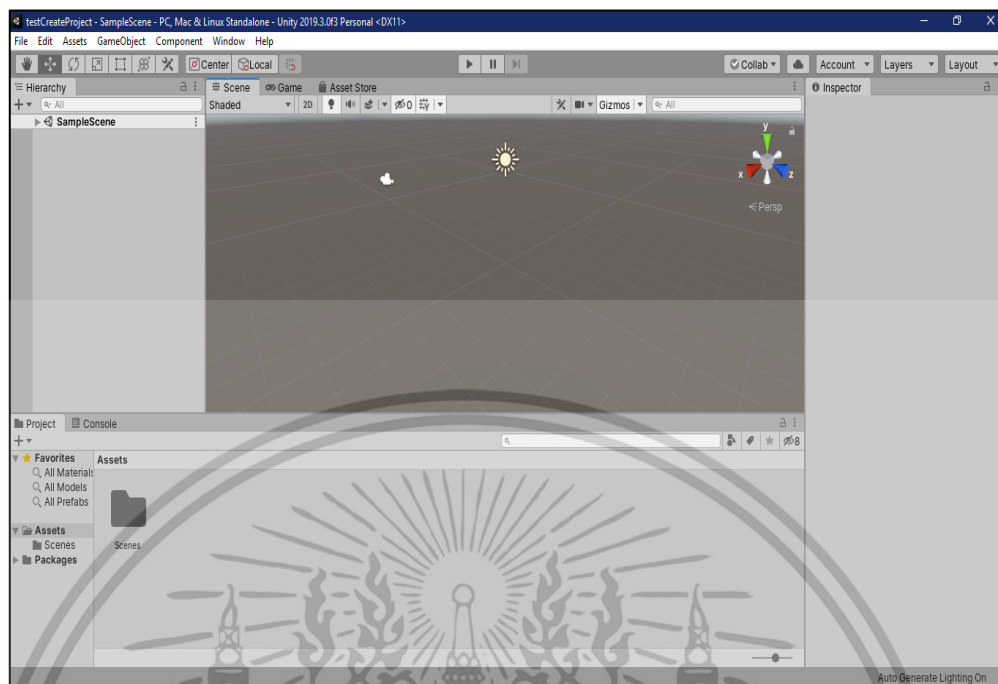 testCreateProject - SampleScene - PC, Mac & Linux Standalone - Unity 2019.3.0f3 Personal <DX11>
File Edit Assets GameObject Component Window Help
Center Local Collab Account Layers Layout
Hierarchy Scene Game Asset Store Inspector
All Shaded 2D 0 Gizmos All
SampleScene
y
x z
Persp
Project Console
8
Favorites Assets
All Materials
All Models
All Prefabs
Assets
Scenes Scenes
Packages
Auto Generate Lighting On